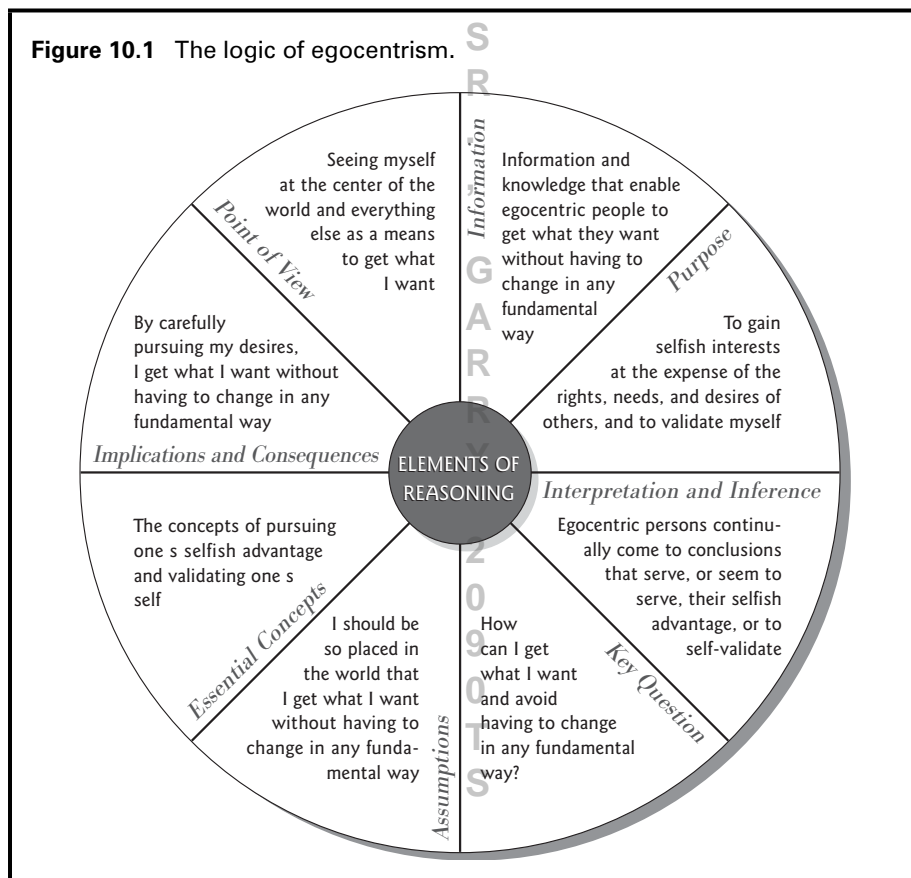 Figure 10.1 The logic of egocentrism.
Information
Information and
knowledge that enable
egocentric people to
get what they want
without having to
change in any
fundamental
way
Purpose
To gain
selfish interests
at the expense of the
rights, needs, and desires of
others, and to validate myself
Interpretation and Inference
Egocentric persons continu-
ally come to conclusions
that serve, or seem to
serve, their selfish
advantage, or to
self-validate
Key Question
How
can I get
what I want
and avoid
having to change
in any fundamental
way?
Assumptions
I should be
so placed in
the world that
I get what I want
without having to
change in any funda-
mental way
Essential Concepts
The concepts of pursuing
one s selfish advantage
and validating one s
self
Implications and Consequences
By carefully
pursuing my desires,
I get what I want without
having to change in any
fundamental way
Point of View
Seeing myself
at the center of the
world and everything
else as a means
to get what
I want
ELEMENTS OF
REASONING